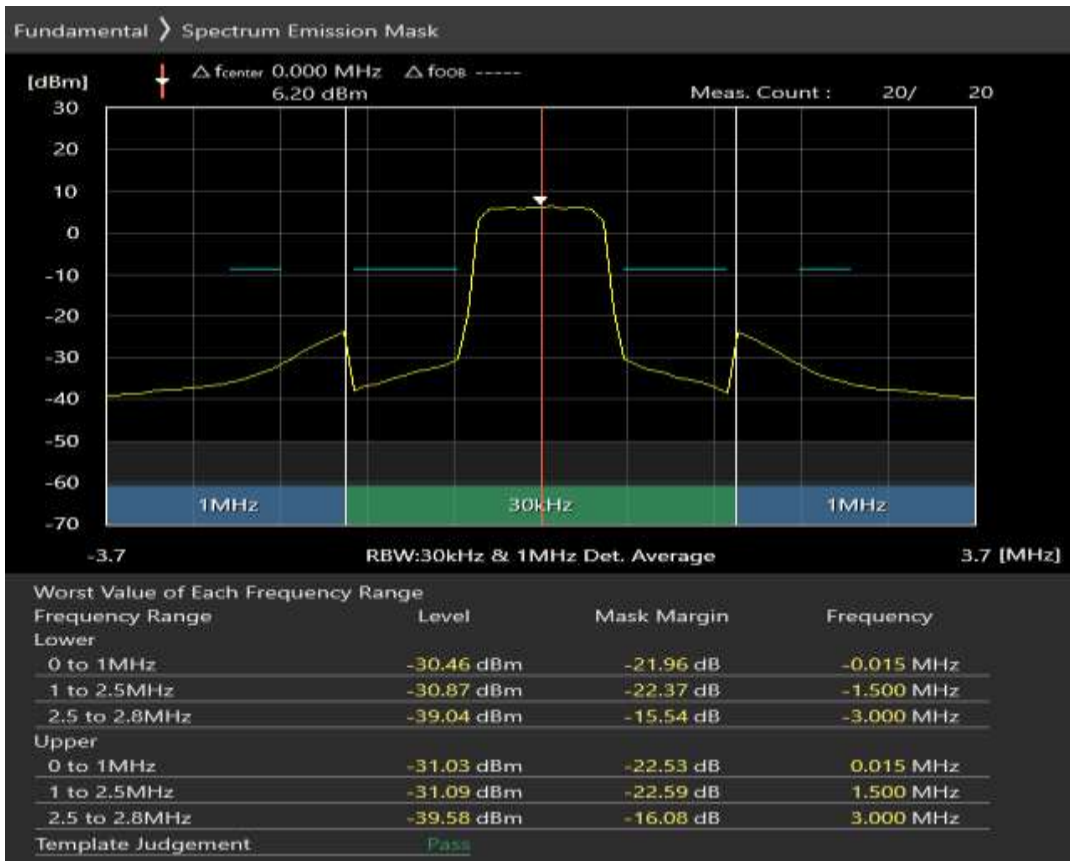 Fundamental 〉 Spectrum Emission Mask
[dBm] △ fcenter 0.000 MHz △ fOOB -----
6.20 dBm Meas. Count : 20/ 20
30
20
10
0
-10
-20
-30
-40
-50
-60
1MHz 30kHz 1MHz
-70
-3.7 RBW:30kHz & 1MHz Det. Average 3.7 [MHz]
Worst Value of Each Frequency Range
Frequency Range Level Mask Margin Frequency
Lower
0 to 1MHz -30.46 dBm -21.96 dB -0.015 MHz
1 to 2.5MHz -30.87 dBm -22.37 dB -1.500 MHz
2.5 to 2.8MHz -39.04 dBm -15.54 dB -3.000 MHz
Upper
0 to 1MHz -31.03 dBm -22.53 dB 0.015 MHz
1 to 2.5MHz -31.09 dBm -22.59 dB 1.500 MHz
2.5 to 2.8MHz -39.58 dBm -16.08 dB 3.000 MHz
Template Judgement Pass